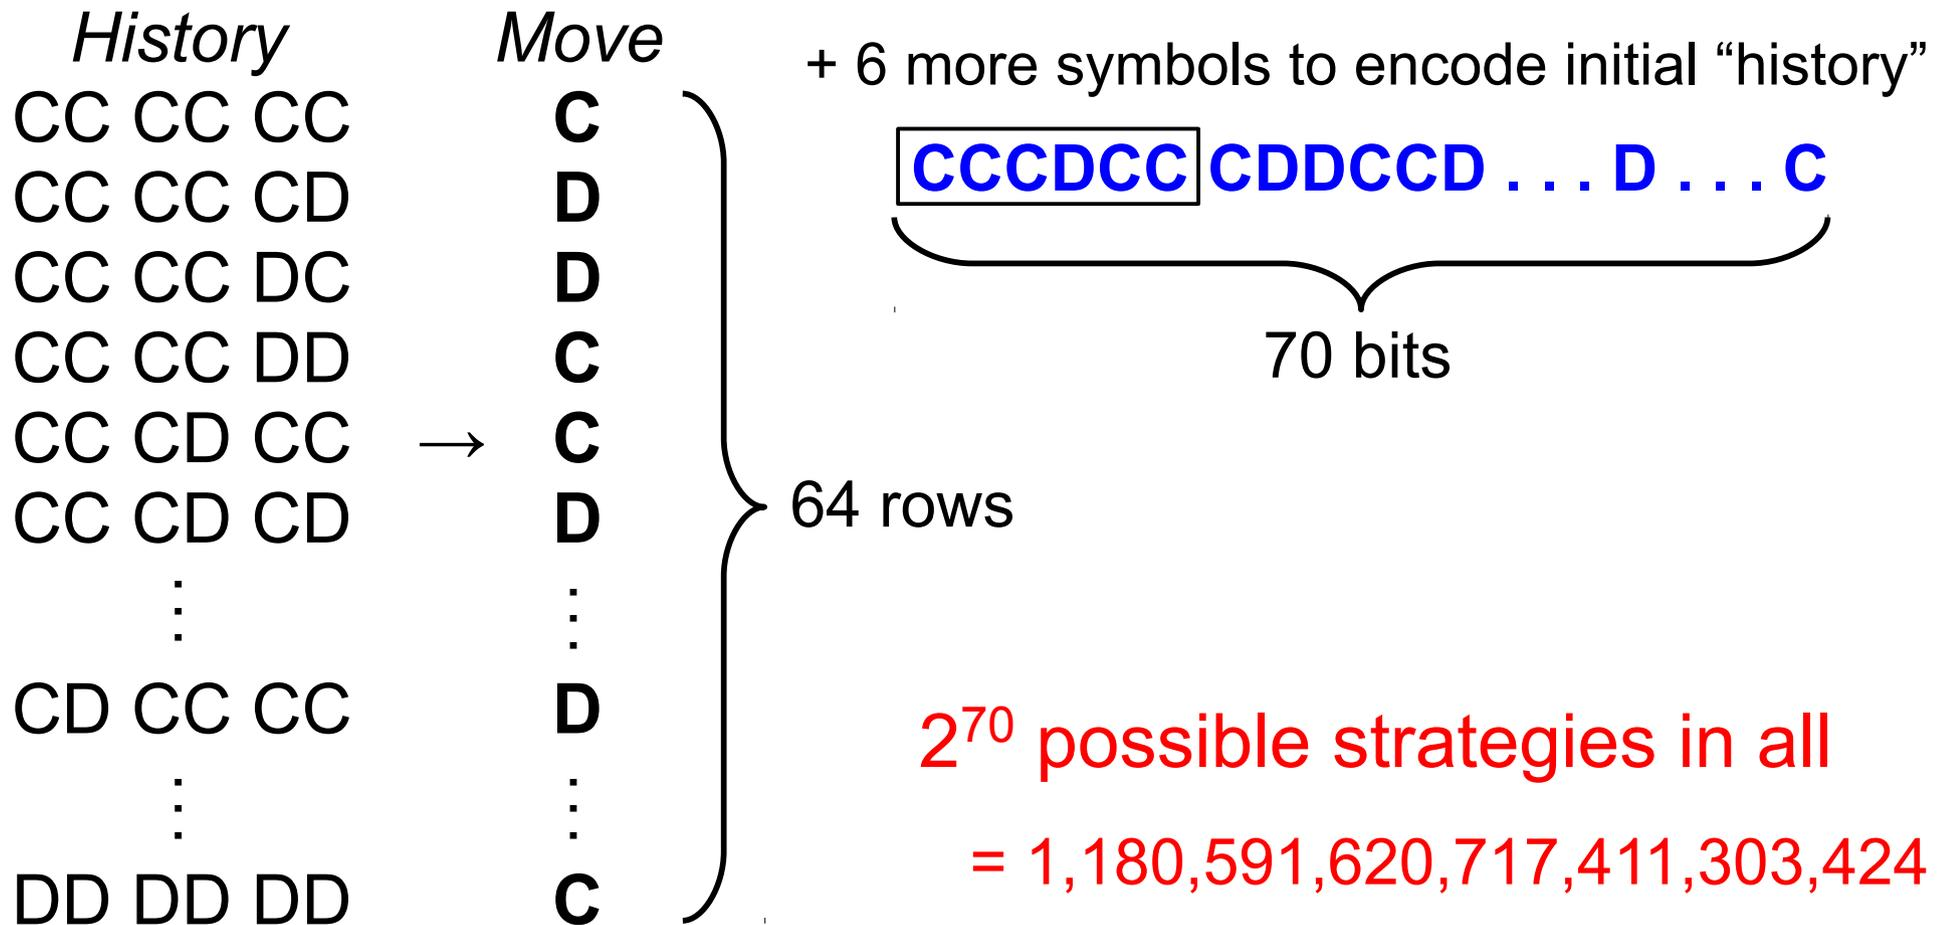 History Move
CC CC CC C
CC CC CD D
CC CC DC D
CC CC DD C
CC CD CC → C
CC CD CD D
⋮ ⋮
CD CC CC D
⋮ ⋮
DD DD DD C
64 rows
+ 6 more symbols to encode initial “history”
CCCDCC CDDCCD . . . D . . . C
70 bits
2⁷⁰ possible strategies in all
= 1,180,591,620,717,411,303,424